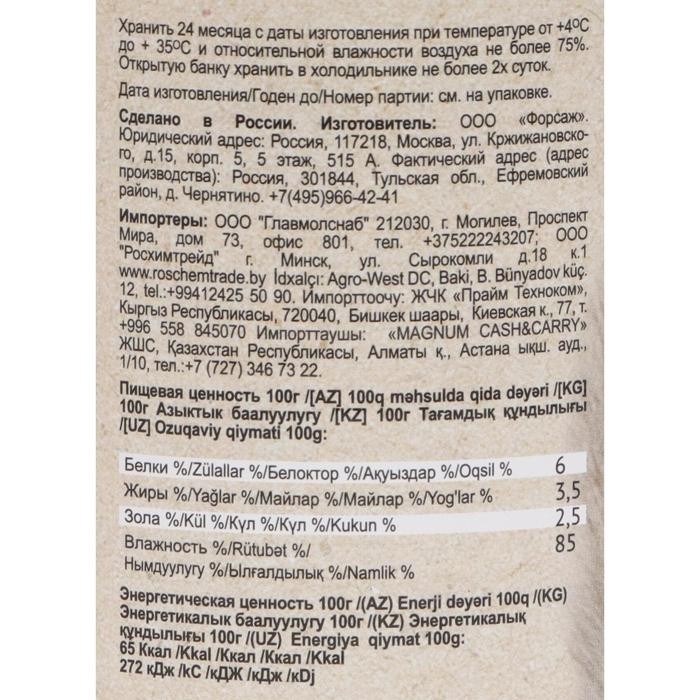 Хранить 24 месяца с даты изготовления при температуре от +4ºС
до + 35ºС и относительной влажности воздуха не более 75%.
Открытую банку хранить в холодильнике не более 2х суток.
Дата изготовления/Годен до/Номер партии: см. на упаковке.
Сделано в России. Изготовитель: ООО «Форсаж».
Юридический адрес: Россия, 117218, Москва, ул. Кржижановско-
го, д.15, корп. 5, 5 этаж, 515 А. Фактический адрес (адрес
производства): Россия, 301844, Тульская обл., Ефремовский
район, д. Чернятино. +7(495)966-42-41
Импортеры: ООО "Главмолснаб" 212030, г. Могилев, Проспект
Мира, дом 73, офис 801, тел. +375222243207; ООО
"Росхимтрейд" г. Минск, ул. Сырокомли д.18 к.1
www.roschemtrade.by İdxalçı: Agro-West DC, Baki, B. Bünyadov küç.
12, tel.:+99412425 50 90. Импорттоочу: ЖЧК «Прайм Техноком»,
Кыргыз Республикасы, 720040, Бишкек шаары, Киевская к., 77, т.
+996 558 845070 Импорттаушы: «MAGNUM CASH&CARRY»
ЖШС, Қазахстан Республикасы, Алматы қ., Астана ықш. ауд.,
1/10, тел.:+7 (727) 346 73 22.
Пищевая ценность 100г /[AZ] 100q məhsulda qida dəyəri /[KG]
100г Азыктык баалуулугу /[KZ] 100г Тағамдық құндылығы
/[UZ] Ozuqaviy qiymati 100g:
Белки %/Zülallar %/Белоктор %/Ақуыздар %/Oqsil % 6
Жиры %/Yağlar %/Майлар %/Майлар %/Yog'lar % 3,5
Зола %/Kül %/Күл %/Күл %/Kukun % 2,5
Влажность %/Rütubət %/ 85
Нымдуулугу %/Ылғалдылық %/Namlik %
Энергетическая ценность 100г /(AZ) Enerji dəyəri 100q /(KG)
Энергетикалык баалуулугу 100г /(KZ) Энергетикалық
құндылығы 100г /(UZ) Energiya qiymat 100g:
65 Ккал /Kkal /Ккал /Ккал /Kkal
272 кДж /kC /кДЖ /кДж /kDj